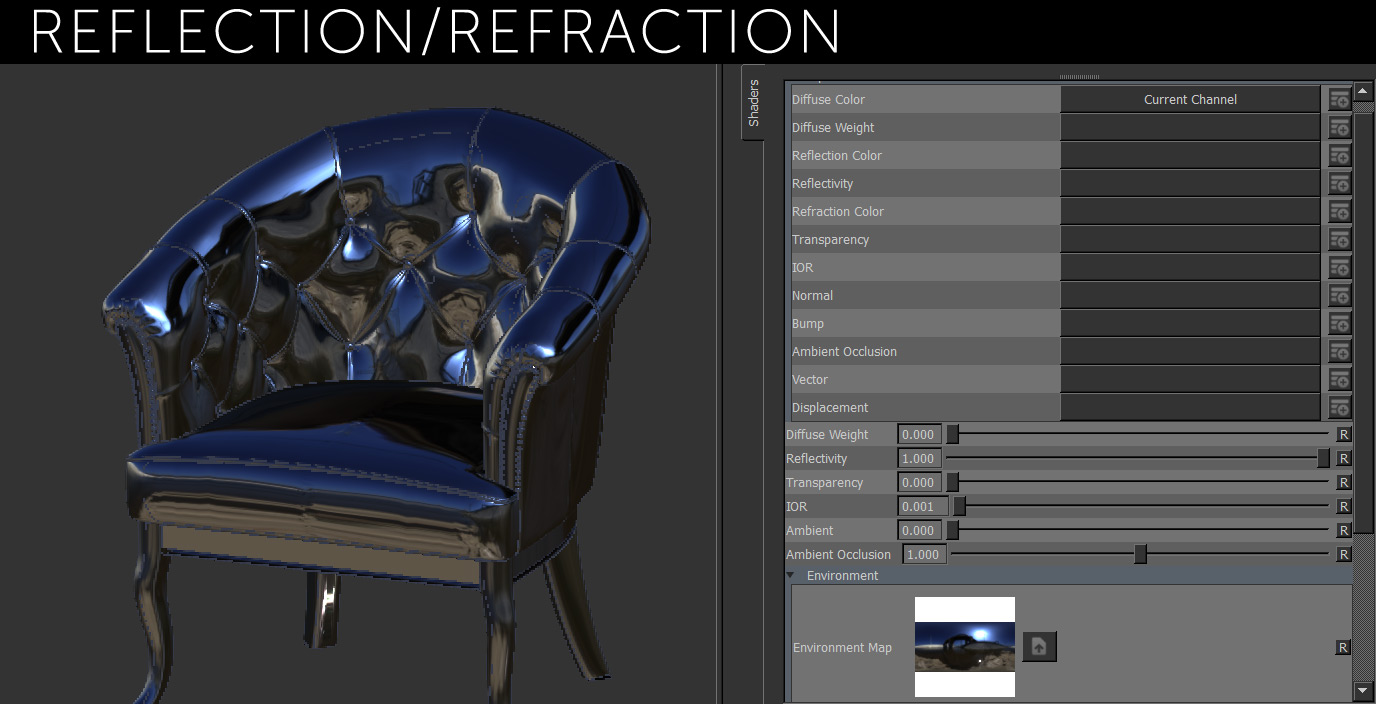 REFLECTION/REFRACTION
Shaders
Diffuse Color Current Channel
Diffuse Weight
Reflection Color
Reflectivity
Refraction Color
Transparency
IOR
Normal
Bump
Ambient Occlusion
Vector
Displacement
Diffuse Weight 0.000 R
Reflectivity 1.000 R
Transparency 0.000 R
IOR 0.001 R
Ambient 0.000 R
Ambient Occlusion 1.000 R
Environment
Environment Map R